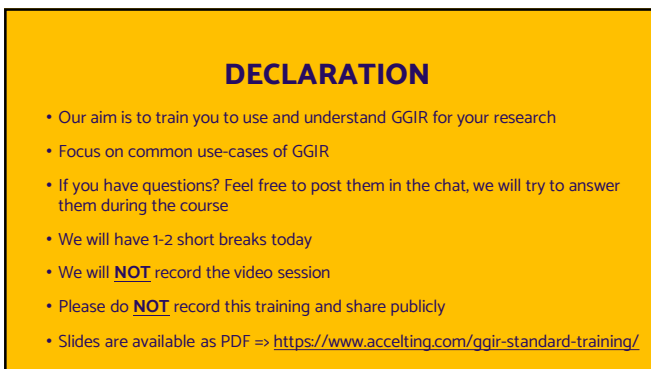 DECLARATION
• Our aim is to train you to use and understand GGIR for your research
• Focus on common use-cases of GGIR
• If you have questions? Feel free to post them in the chat, we will try to answer
them during the course
• We will have 1-2 short breaks today
• We will NOT record the video session
• Please do NOT record this training and share publicly
• Slides are available as PDF => https://www.accelting.com/ggir-standard-training/